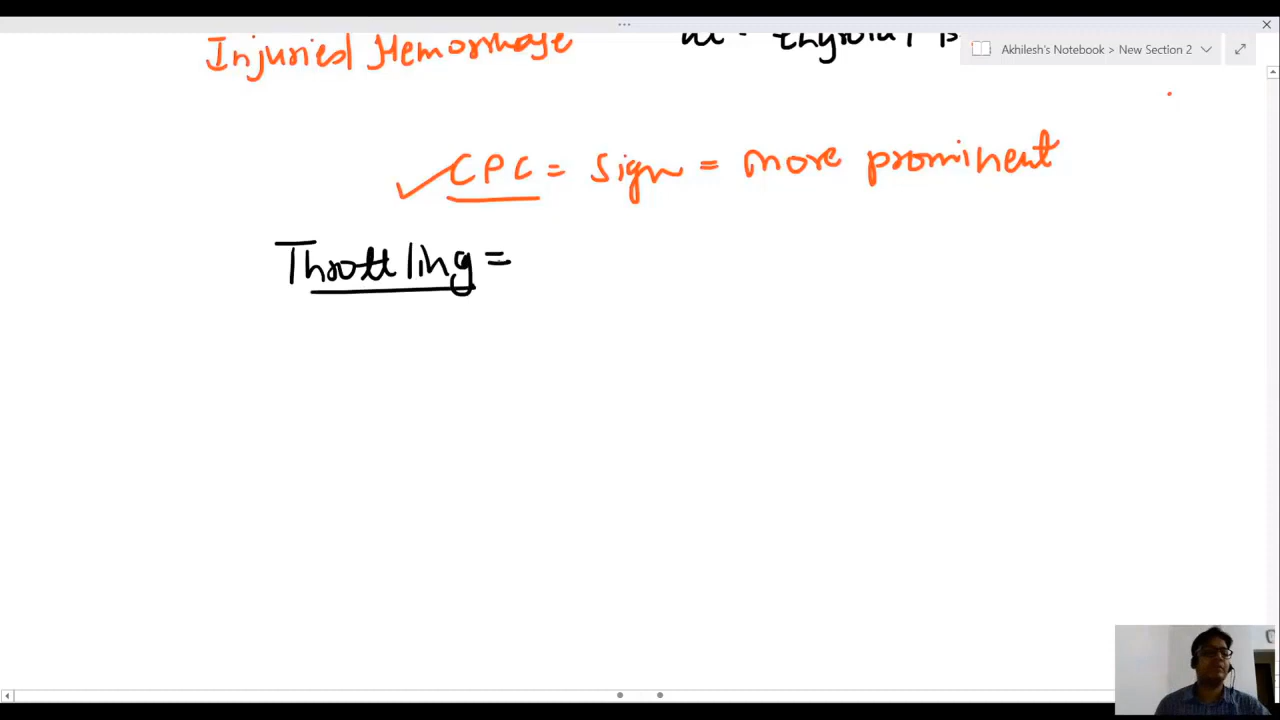 Akhilesh's Notebook > New Section 2
Injuried Hemorrhage
CPC = Sign = more prominent
Throttling =